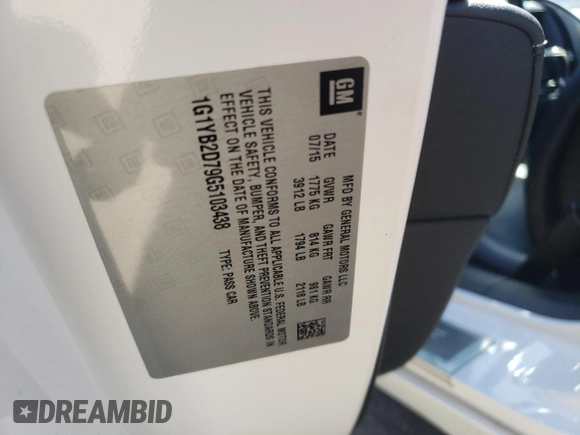 GM
MFD BY GENERAL MOTORS LLC
DATE GVWR GAWR FRT GAWR RR
07/15 1775 KG 814 KG 961 KG
3912 LB 1794 LB 2118 LB
THIS VEHICLE CONFORMS TO ALL APPLICABLE U.S. FEDERAL MOTOR
VEHICLE SAFETY, BUMPER, AND THEFT PREVENTION STANDARDS IN
EFFECT ON THE DATE OF MANUFACTURE SHOWN ABOVE.
1G1YB2D79G5103438
TYPE: PASS CAR
DREAMBID